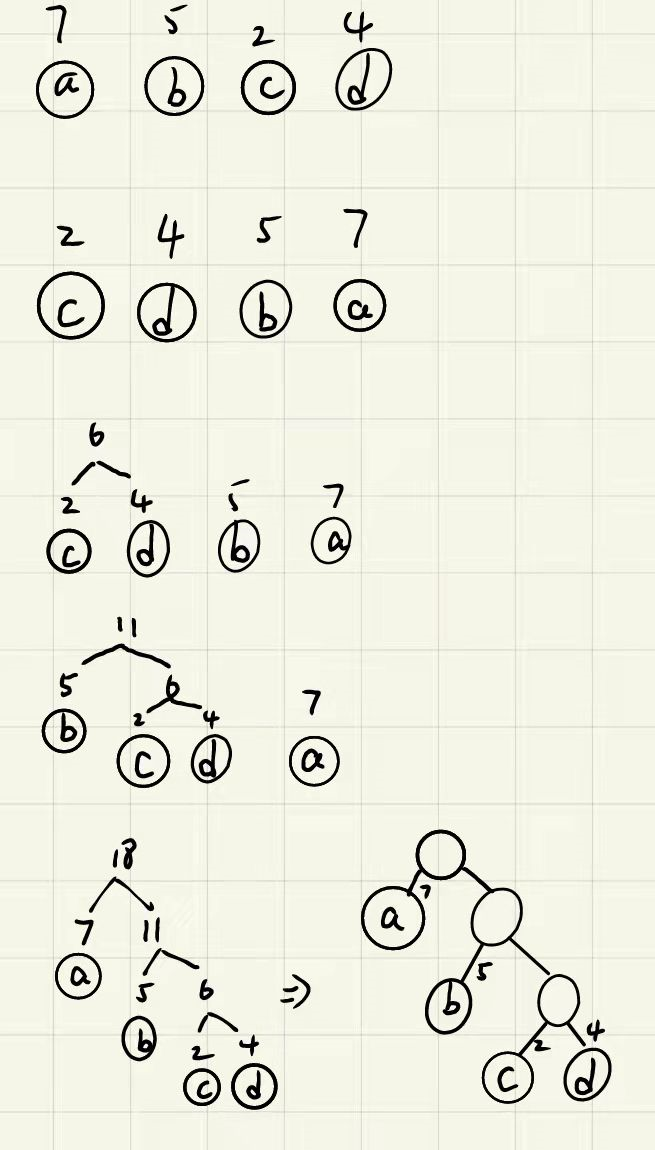 7 5 2 4
a b c d
2 4 5 7
c d b a
6
2 4 5 7
c d b a
11
5 6 7
2 4
b c d a
18
7 11
a 7
a
5 6 ⇒ 5
b b
2 4 2 4
c d c d